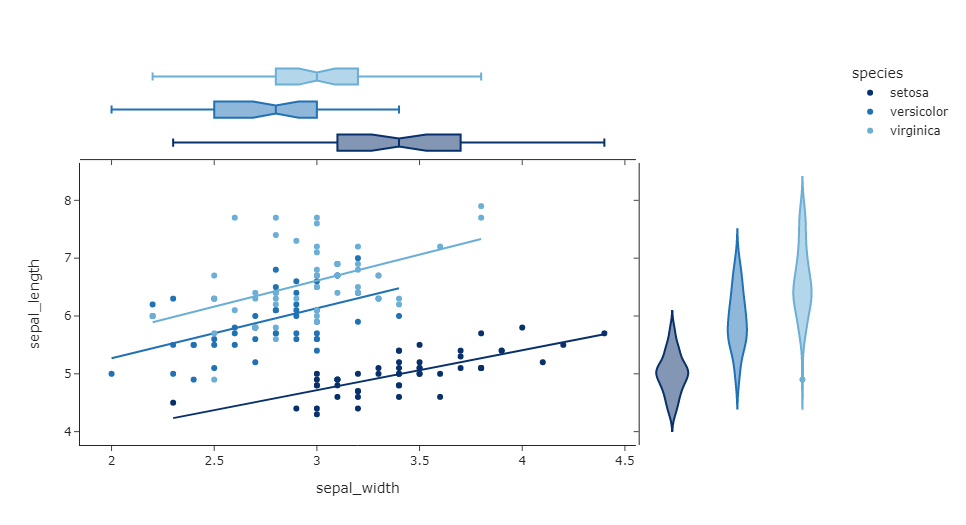 species
setosa
versicolor
virginica
8
7
6
5
4
sepal_length
2
2.5
3
3.5
4
4.5
sepal_width